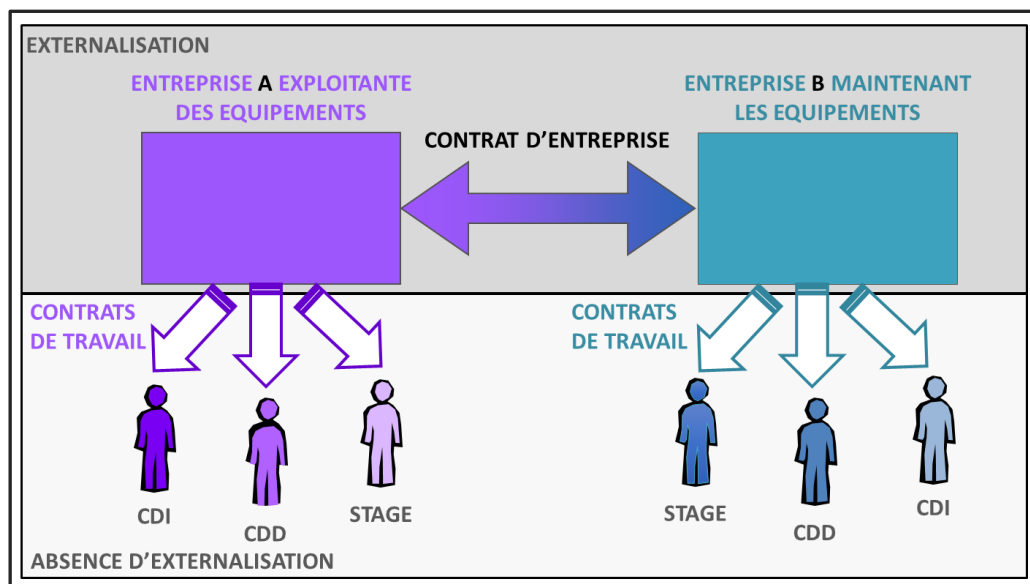 EXTERNALISATION
ENTREPRISE A EXPLOITANTE
DES EQUIPEMENTS
ENTREPRISE B MAINTENANT
LES EQUIPEMENTS
CONTRAT D’ENTREPRISE
CONTRATS
DE TRAVAIL
CONTRATS
DE TRAVAIL
CDI
CDD
STAGE
STAGE
CDD
CDI
ABSENCE D’EXTERNALISATION